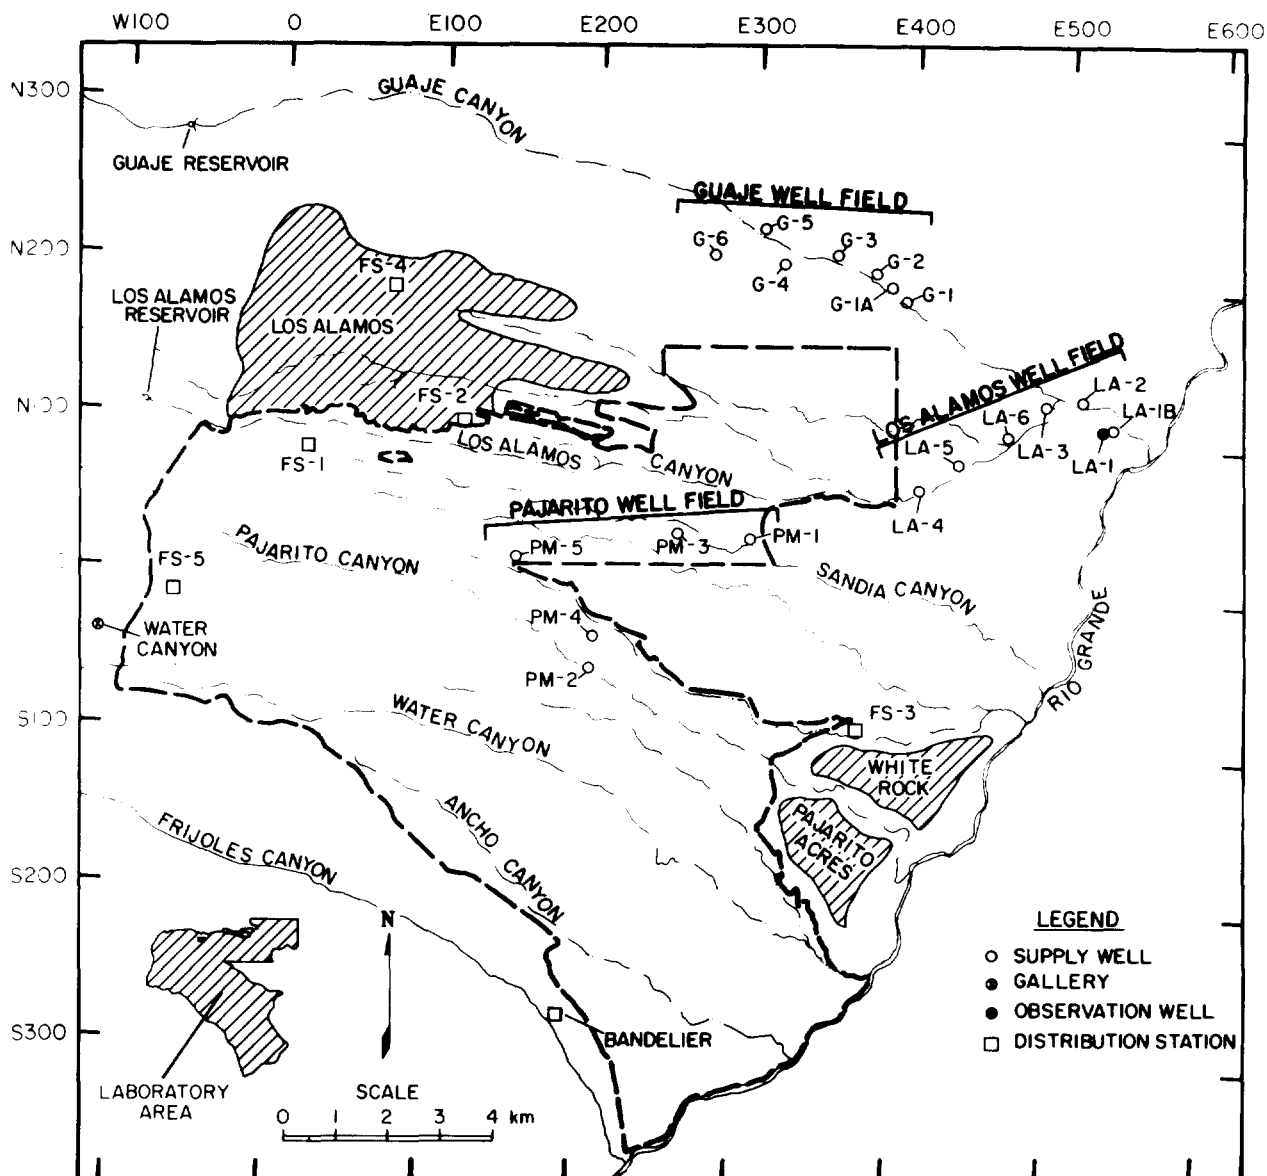 W100 0 E100 E200 E300 E400 E500 E600
N300
GUAJE CANYON
GUAJE RESERVOIR
GUAJE WELL FIELD
G-5
G-6
G-3
N200
G-2
FS-4
G-4
G-1A
G-1
LOS ALAMOS
RESERVOIR
LOS ALAMOS
LOS ALAMOS WELL FIELD
LA-2
FS-2
LA-6
LA-1B
LA-5
LA-3
LA-1
LOS ALAMOS CANYON
FS-1
LA-4
PAJARITO WELL FIELD
PM-5
PM-3
PM-1
PAJARITO CANYON
FS-5
SANDIA CANYON
PM-4
WATER
CANYON
PM-2
RIO GRANDE
S100
WATER CANYON
FS-3
WHITE
ROCK
ANCHO CANYON
PAJARITO
ACRES
FRIJOLES CANYON
S200
N
LEGEND
SUPPLY WELL
GALLERY
OBSERVATION WELL
DISTRIBUTION STATION
S300
BANDELIER
LABORATORY
AREA
SCALE
0 1 2 3 4 km